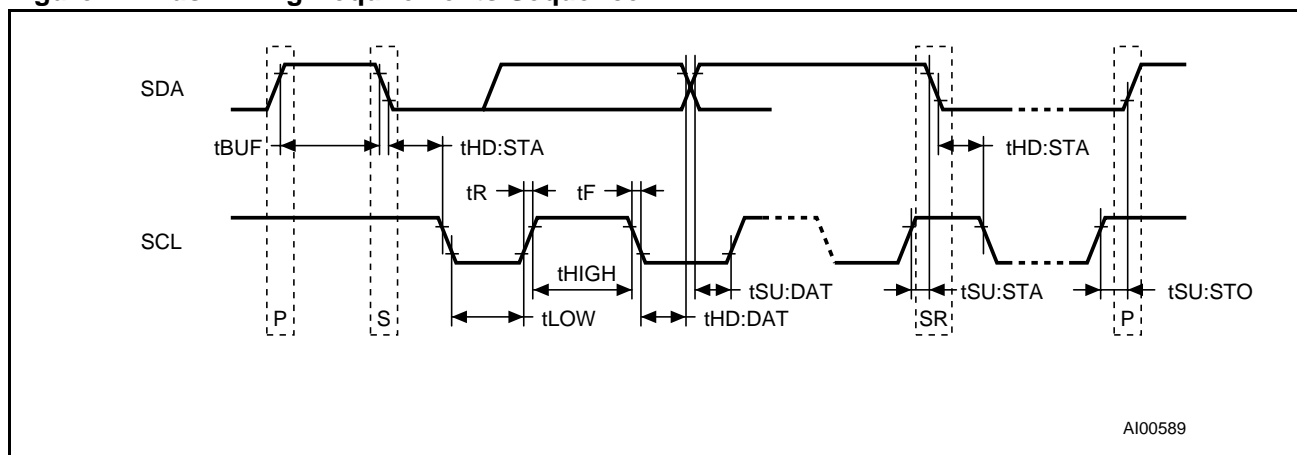 SDA
tBUF
tHD:STA
tHD:STA
tR
tF
SCL
tHIGH
tSU:DAT
tSU:STA
tSU:STO
P
S
tLOW
tHD:DAT
SR
P
AI00589